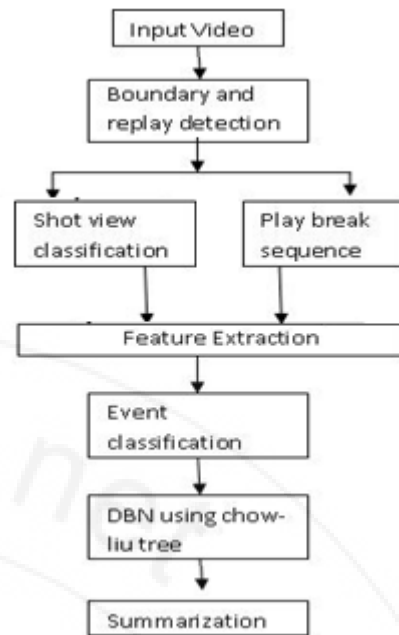 Input Video
Boundary and
replay detection
Shot view
classification
Play break
sequence
Feature Extraction
Event
classification
DBN using chow-
liu tree
Summarization
net